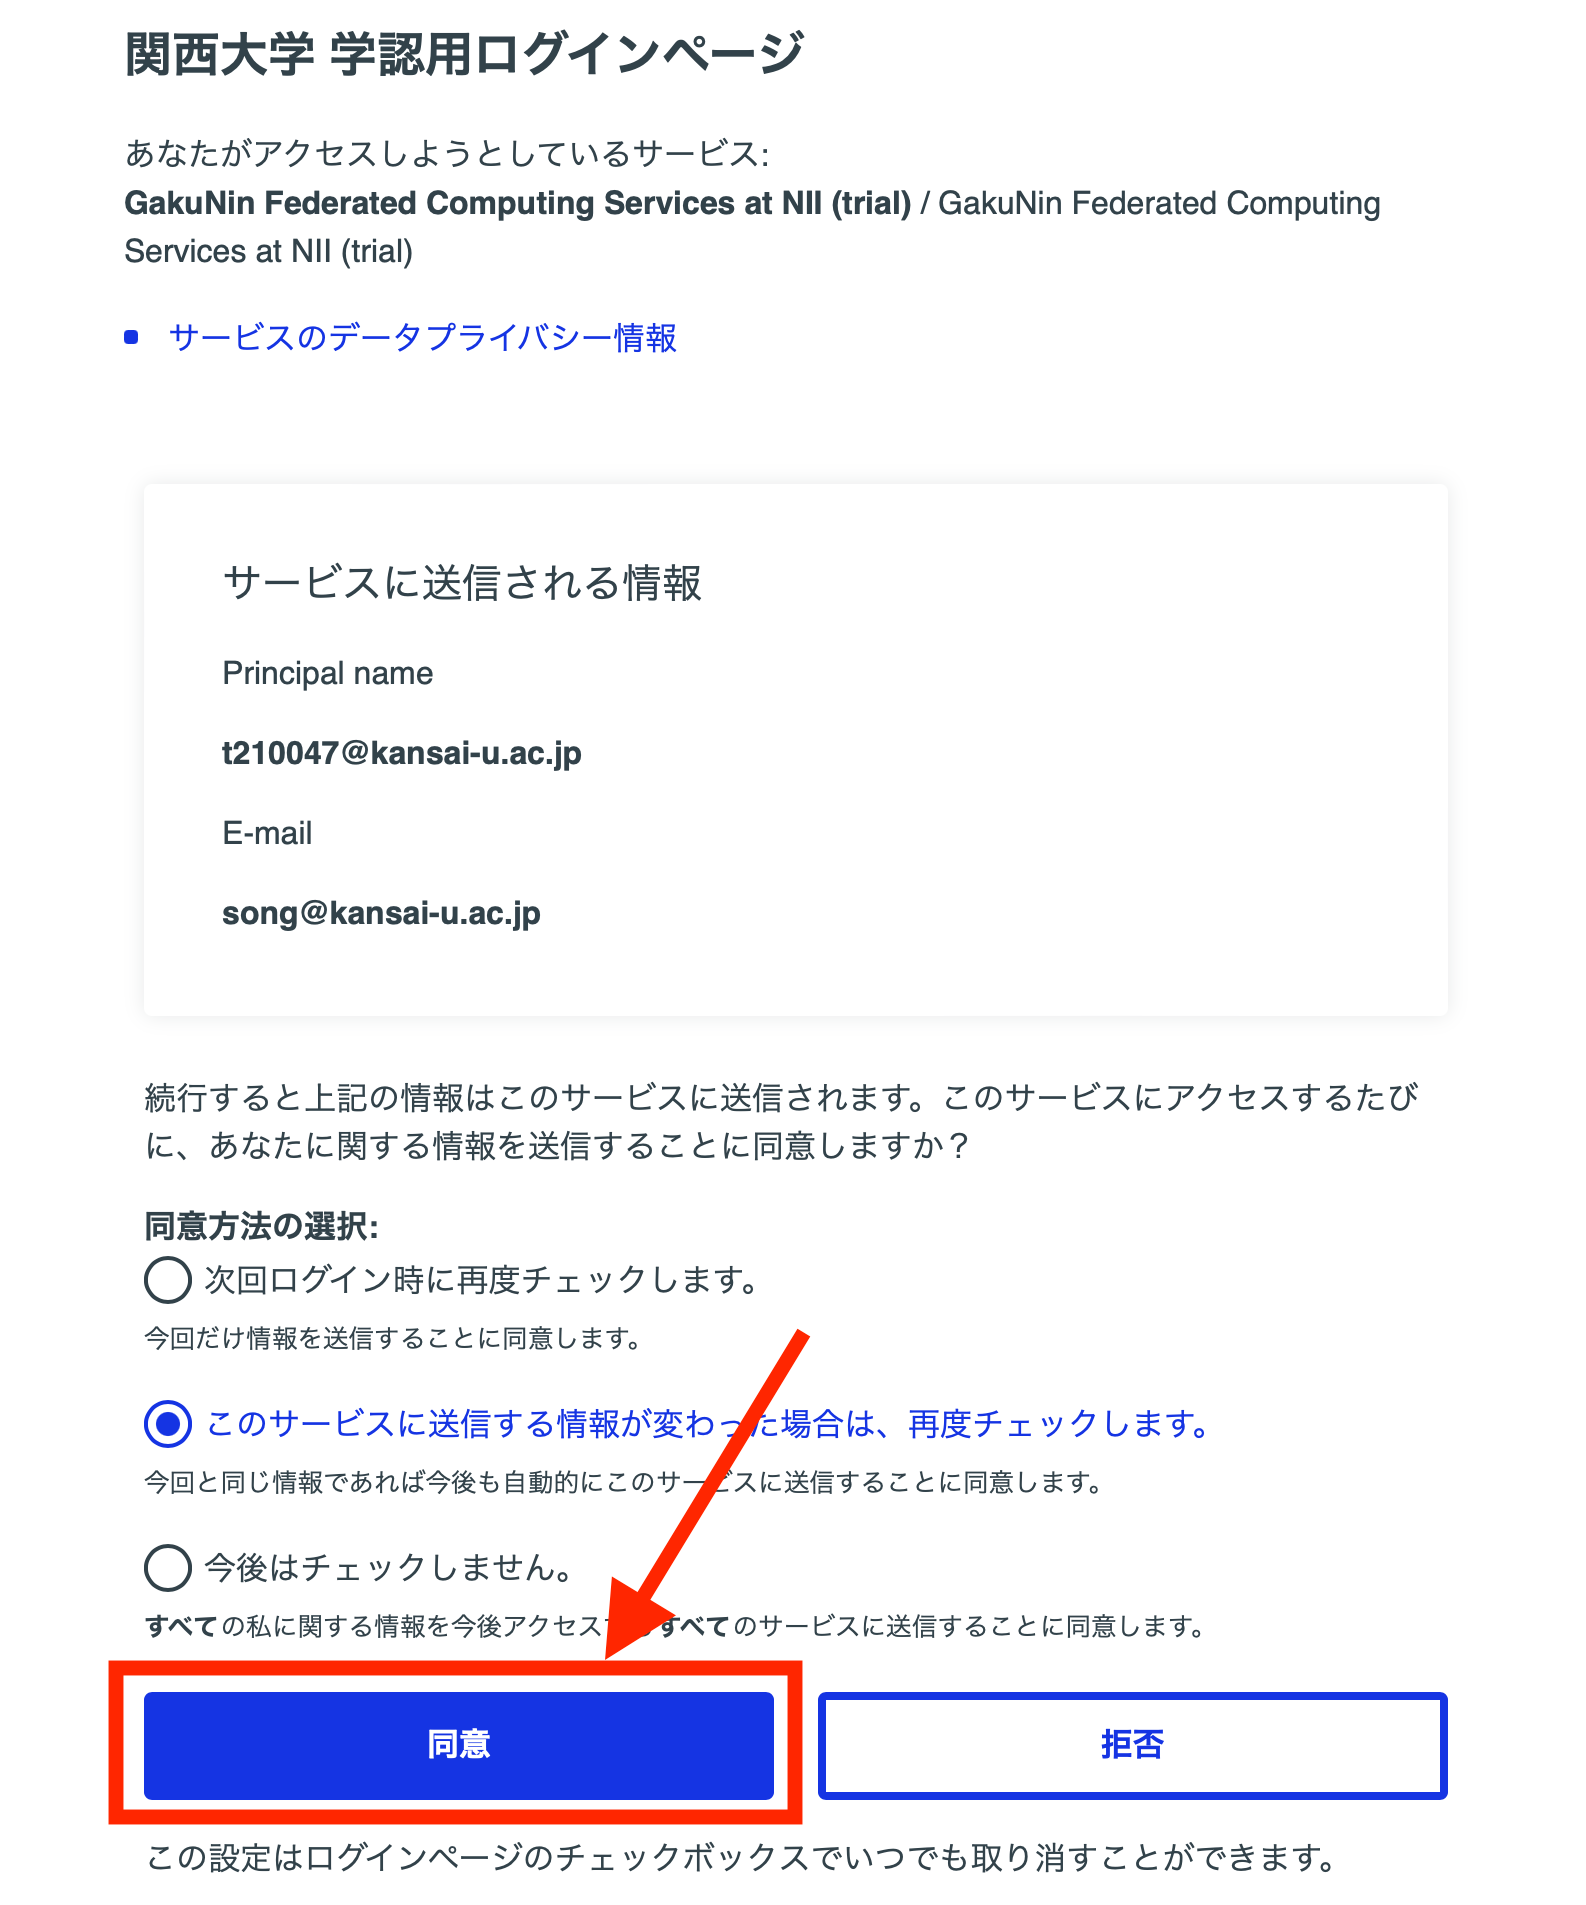 関西大学 学認用ログインページ
あなたがアクセスしようとしているサービス:
GakuNin Federated Computing Services at NII (trial) / GakuNin Federated Computing
Services at NII (trial)
サービスのデータプライバシー情報
サービスに送信される情報
Principal name
t210047@kansai-u.ac.jp
E-mail
song@kansai-u.ac.jp
続行すると上記の情報はこのサービスに送信されます。このサービスにアクセスするたび
に、あなたに関する情報を送信することに同意しますか？
同意方法の選択:
次回ログイン時に再度チェックします。
今回だけ情報を送信することに同意します。
このサービスに送信する情報が変わった場合は、再度チェックします。
今回と同じ情報であれば今後も自動的にこのサービスに送信することに同意します。
今後はチェックしません。
すべての私に関する情報を今後アクセスするすべてのサービスに送信することに同意します。
同意
拒否
この設定はログインページのチェックボックスでいつでも取り消すことができます。